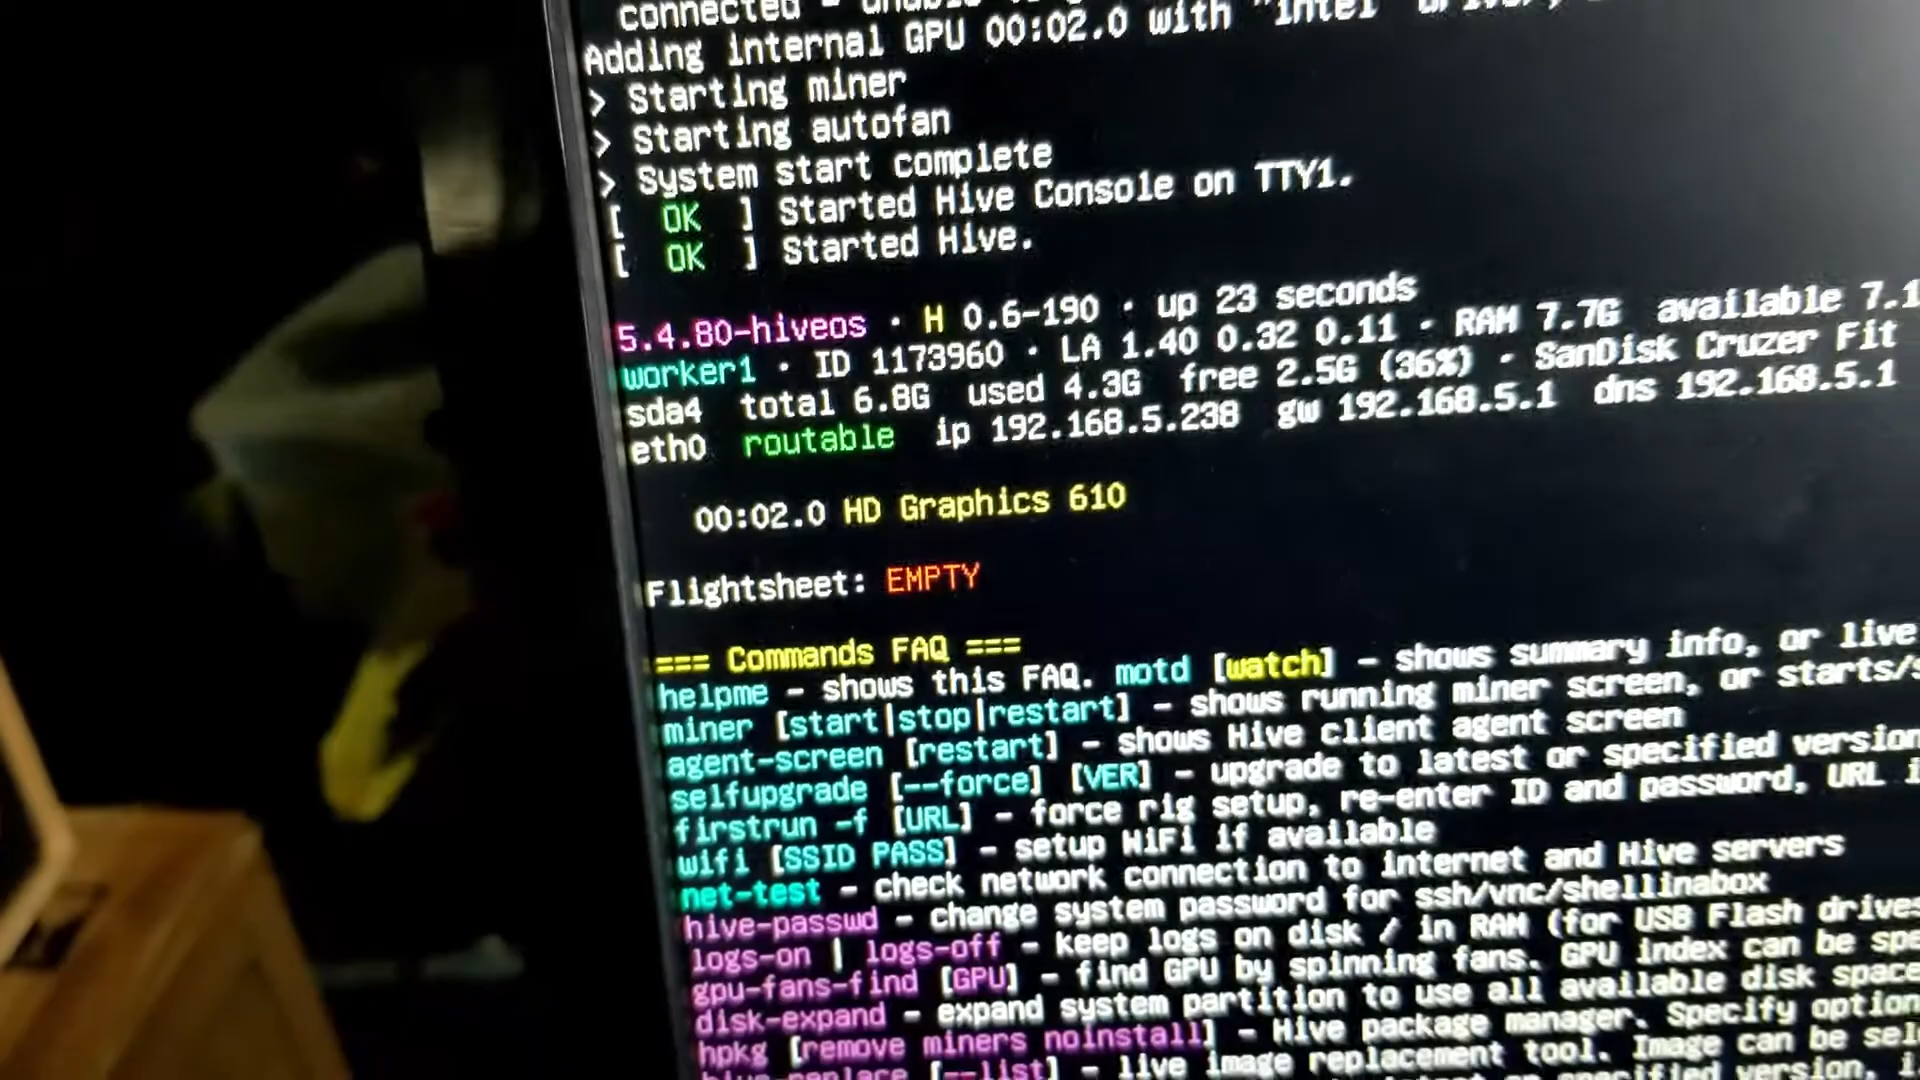 connected -
Adding internal GPU 00:02.0 with "intel"
> Starting miner
> Starting autofan
> System start complete
[ OK ] Started Hive Console on TTY1.
[ OK ] Started Hive.
5.4.80-hiveos · H 0.6-190 · up 23 seconds
worker1 · ID 1173960 · LA 1.40 0.32 0.11 · RAM 7.7G available 7.1
sda4 total 6.8G used 4.3G free 2.5G (36%) · SanDisk Cruzer Fit
eth0 routable ip 192.168.5.238 gw 192.168.5.1 dns 192.168.5.1
00:02.0 HD Graphics 610
Flightsheet: EMPTY
=== Commands FAQ ===
helpme - shows this FAQ. motd [watch] - shows summary info, or live
miner [start|stop|restart] - shows running miner screen, or starts/s
agent-screen [restart] - shows Hive client agent screen
selfupgrade [--force] [VER] - upgrade to latest or specified version
firstrun -f [URL] - force rig setup, re-enter ID and password, URL i
wifi [SSID PASS] - setup WiFi if available
net-test - check network connection to internet and Hive servers
hive-passwd - change system password for ssh/vnc/shellinabox
logs-on | logs-off - keep logs on disk / in RAM (for USB Flash drives
gpu-fans-find [GPU] - find GPU by spinning fans. GPU index can be spe
disk-expand - expand system partition to use all available disk space
hpkg [remove miners noinstall] - Hive package manager. Specify option
hive-replace [--list] - live image replacement tool. Image can be sel
specified version, i